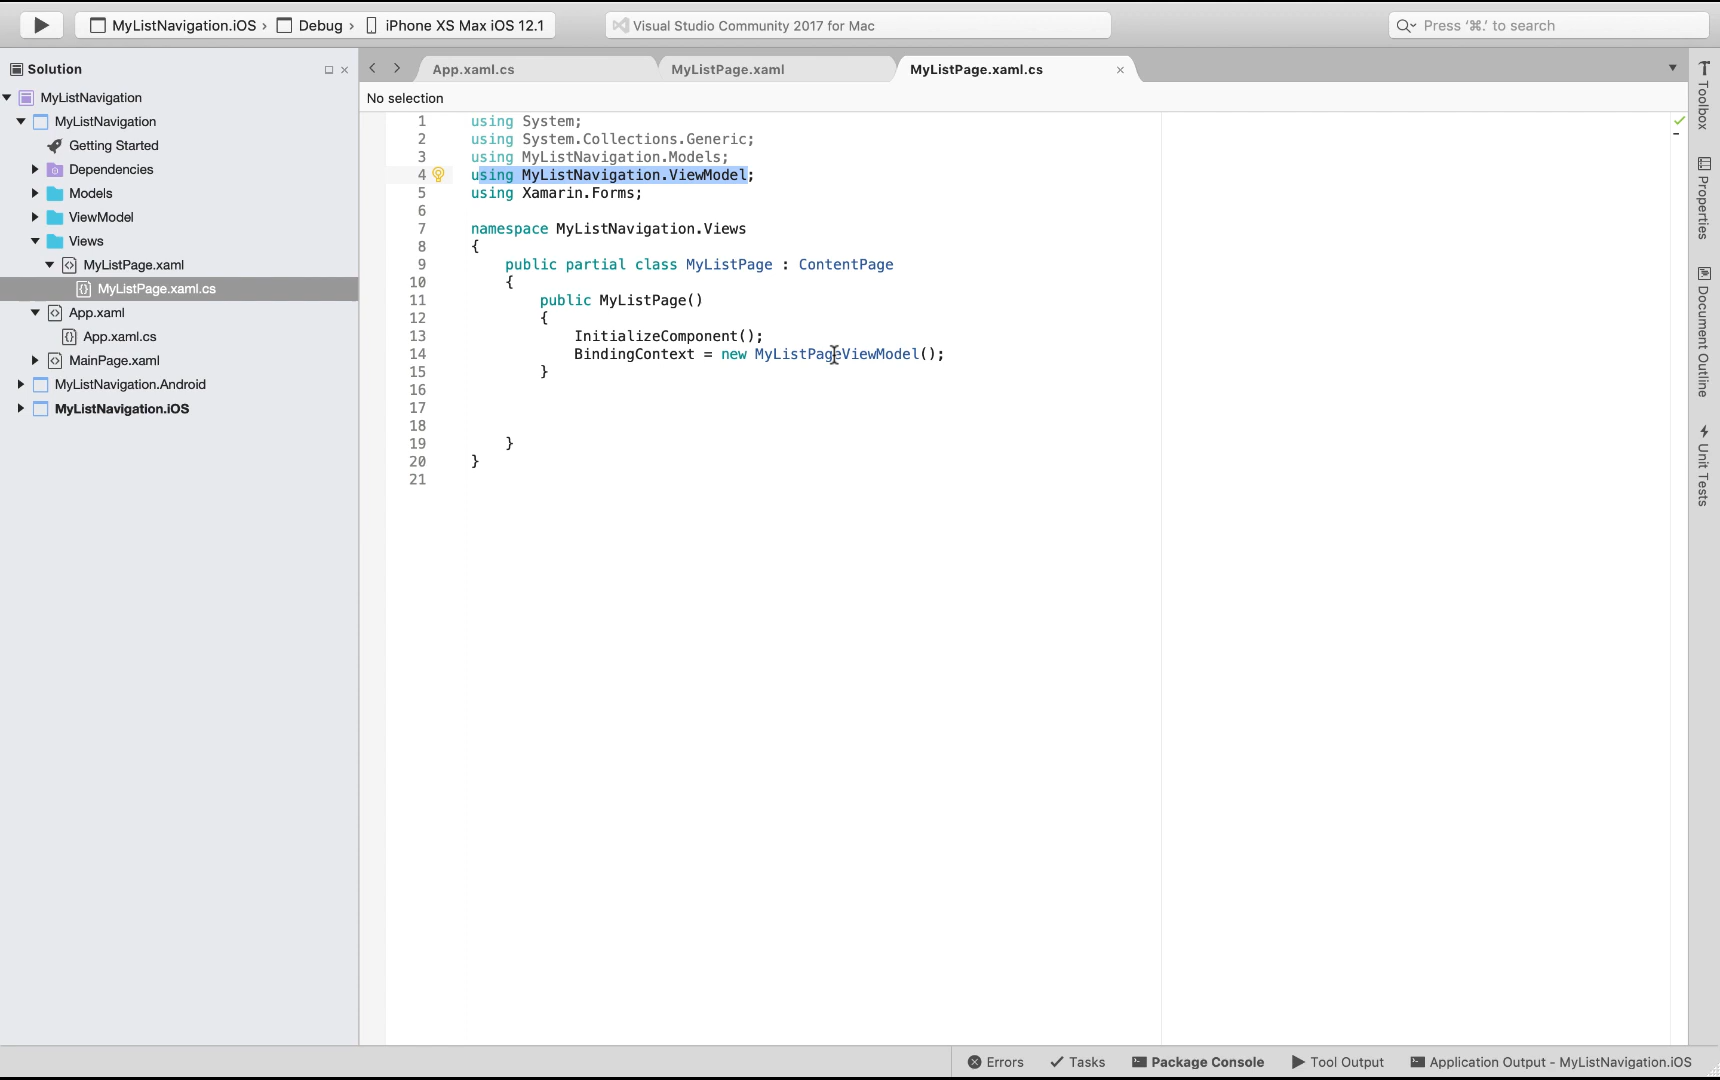 MyListNavigation.iOS › Debug › iPhone XS Max iOS 12.1
Visual Studio Community 2017 for Mac
Press '⌘.' to search
Solution
MyListNavigation
MyListNavigation
Getting Started
Dependencies
Models
ViewModel
Views
MyListPage.xaml
MyListPage.xaml.cs
App.xaml
App.xaml.cs
MainPage.xaml
MyListNavigation.Android
MyListNavigation.iOS
App.xaml.cs
MyListPage.xaml
MyListPage.xaml.cs
No selection
1 using System;
2 using System.Collections.Generic;
3 using MyListNavigation.Models;
4 using MyListNavigation.ViewModel;
5 using Xamarin.Forms;
6
7 namespace MyListNavigation.Views
8 {
9 public partial class MyListPage : ContentPage
10 {
11 public MyListPage()
12 {
13 InitializeComponent();
14 BindingContext = new MyListPageViewModel();
15 }
16
17
18
19 }
20 }
21
Toolbox
Properties
Document Outline
Unit Tests
Errors
Tasks
Package Console
Tool Output
Application Output - MyListNavigation.iOS